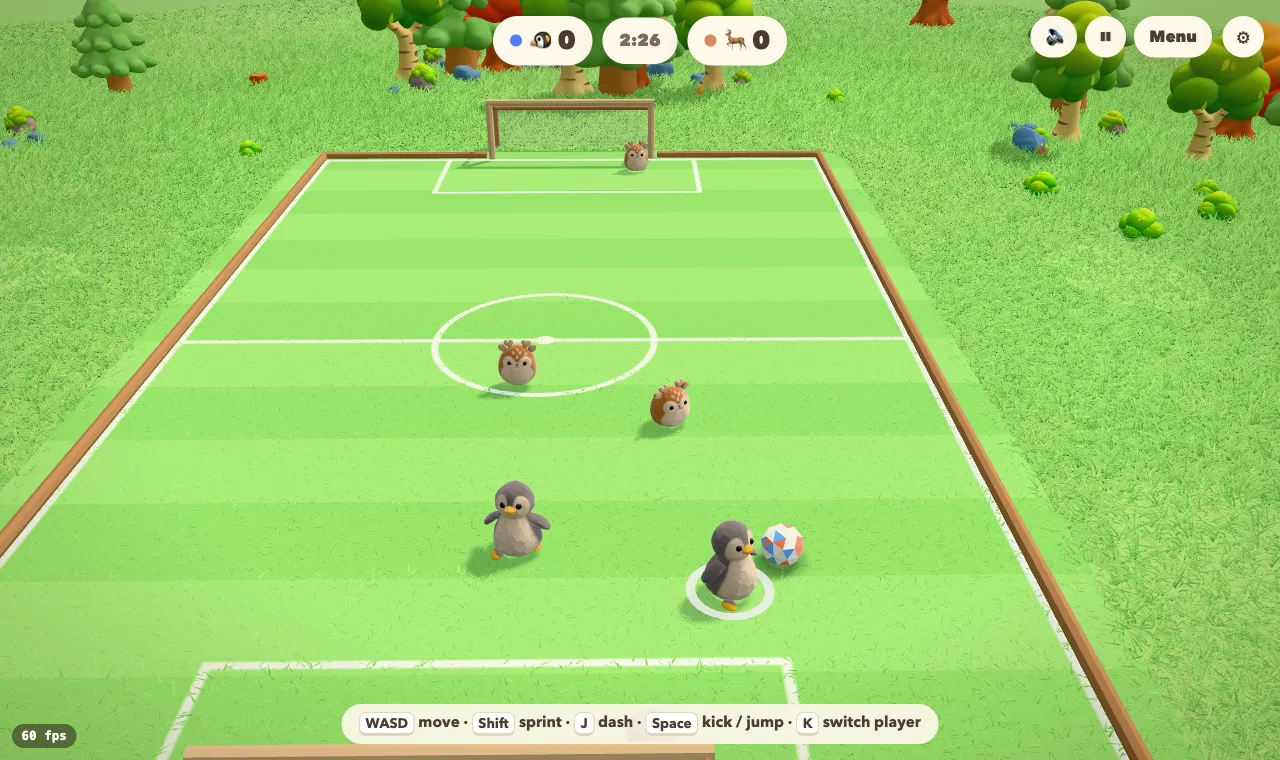 0 2:26 0 Menu
WASD move · Shift sprint · J dash · Space kick / jump · K switch player
60 fps